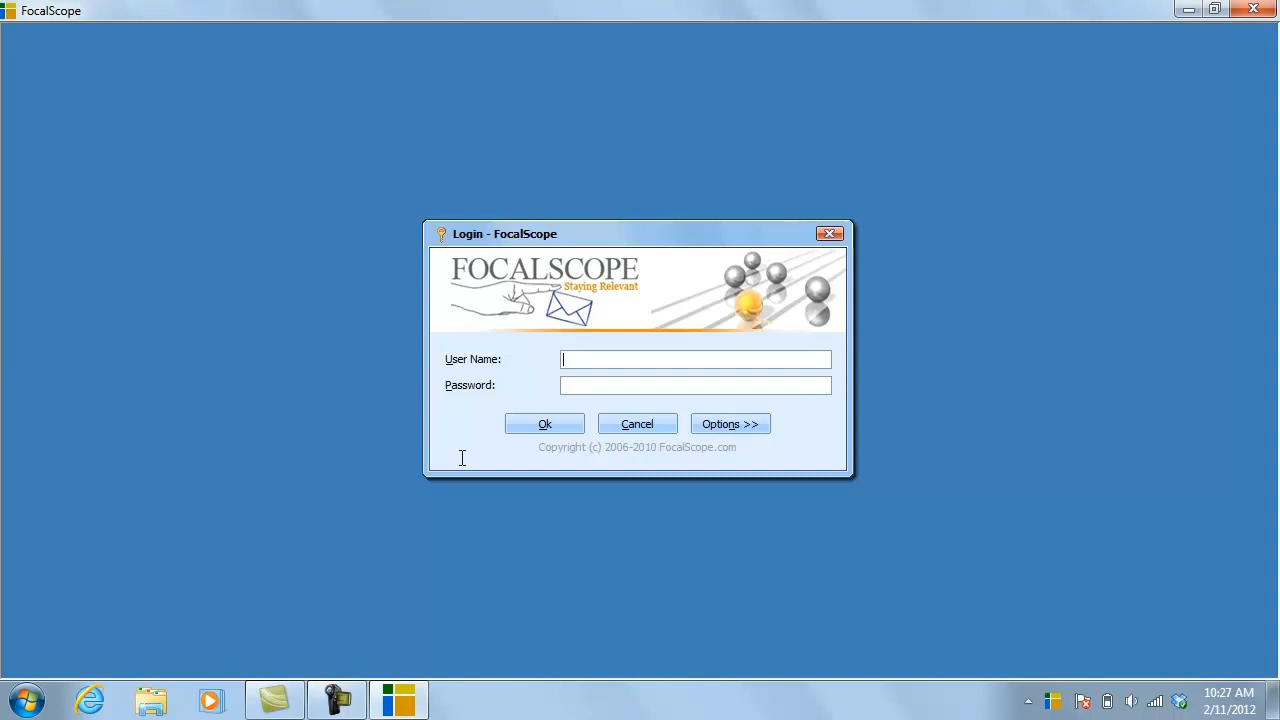 FocalScope
Login - FocalScope
FOCALSCOPE
Staying Relevant
User Name:
Password:
Ok Cancel Options >>
Copyright (c) 2006-2010 FocalScope.com
10:27 AM
2/11/2012